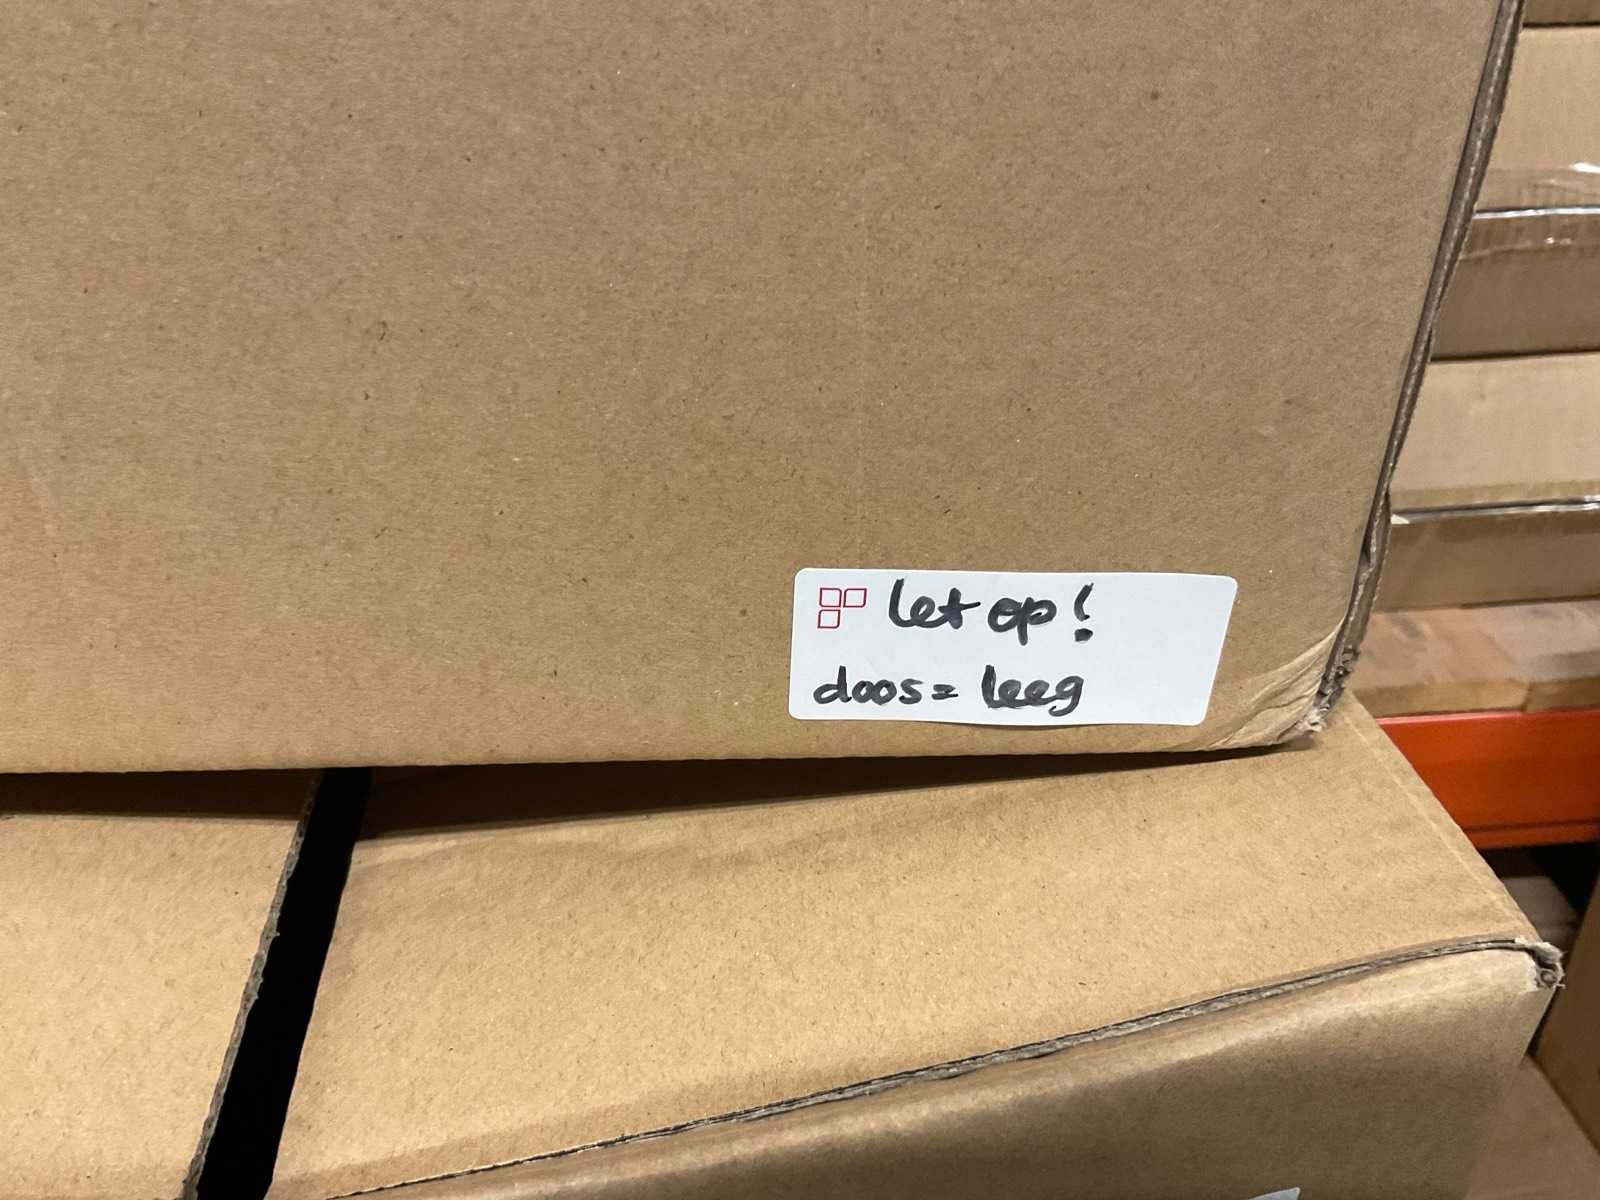 Let op!
doos = leeg